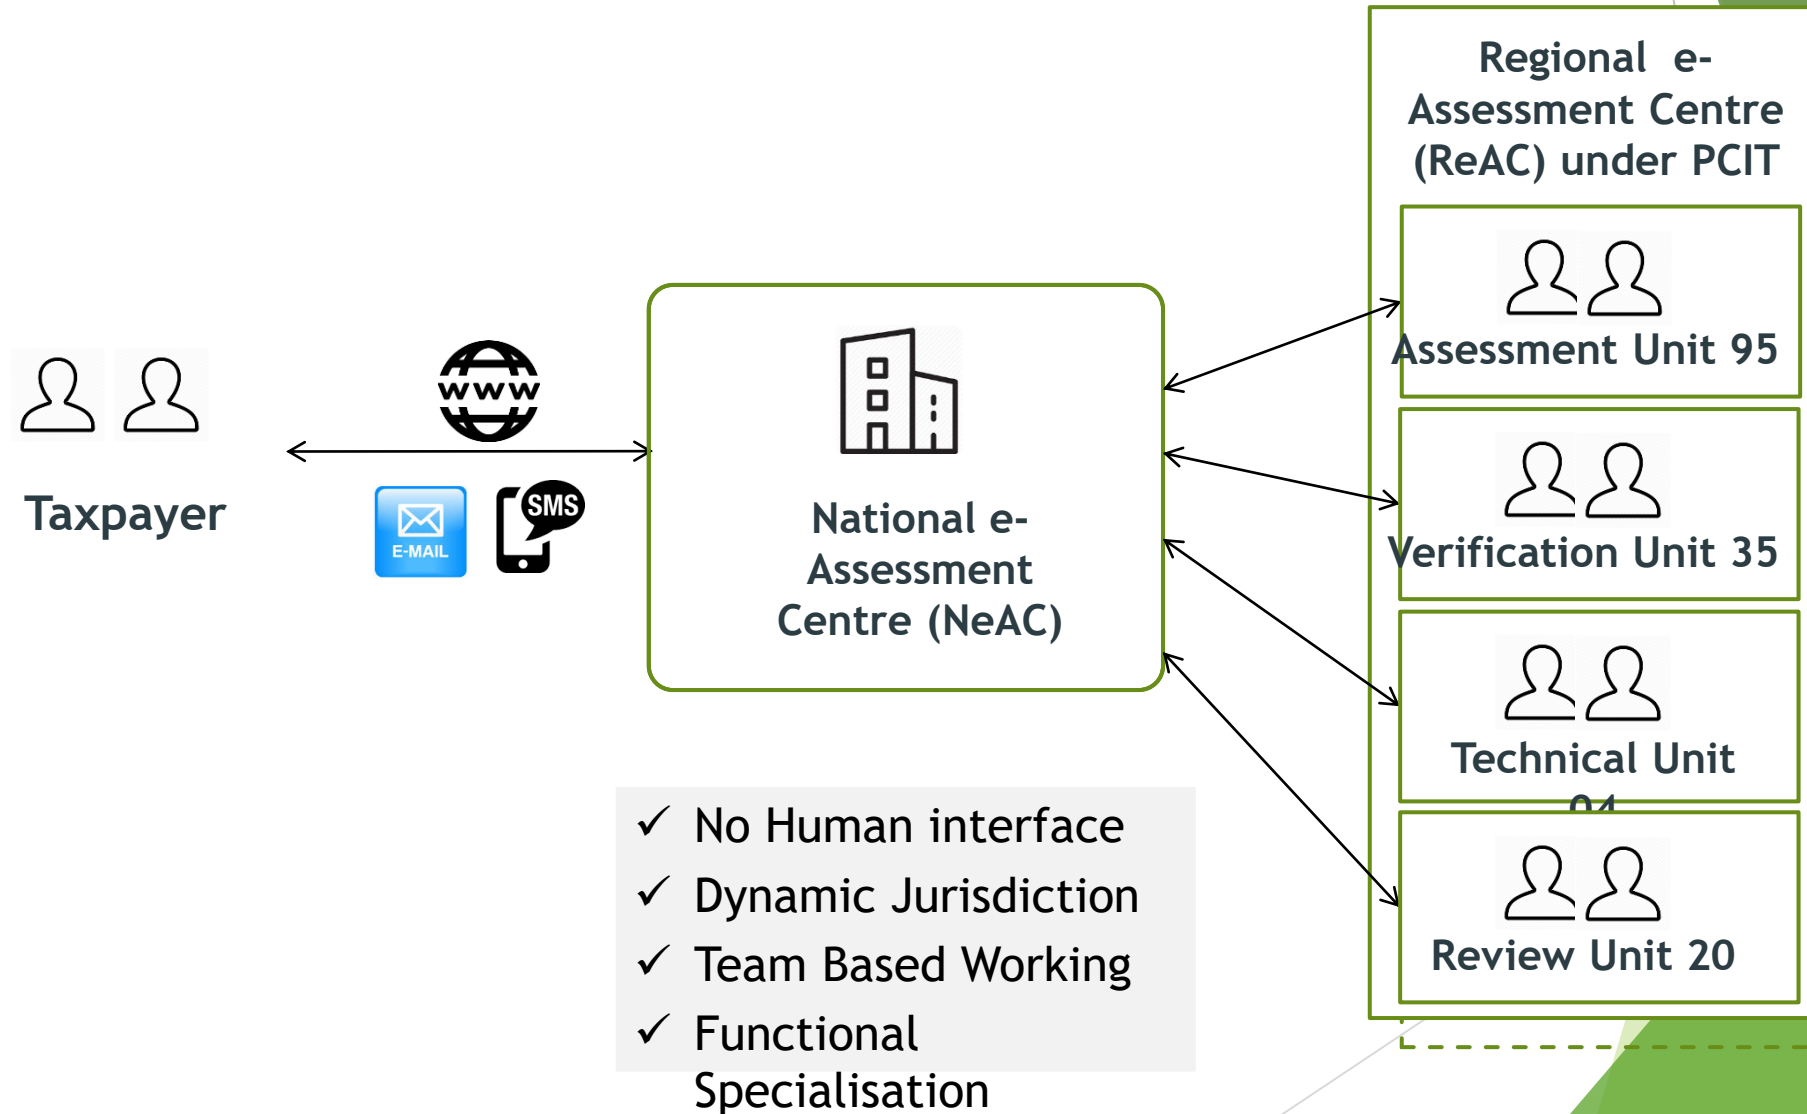 Regional e-
Assessment Centre
(ReAC) under PCIT
Assessment Unit 95
Verification Unit 35
Technical Unit
Review Unit 20
Taxpayer
WWW
E-MAIL
SMS
National e-
Assessment
Centre (NeAC)
✓ No Human interface
✓ Dynamic Jurisdiction
✓ Team Based Working
✓ Functional
Specialisation